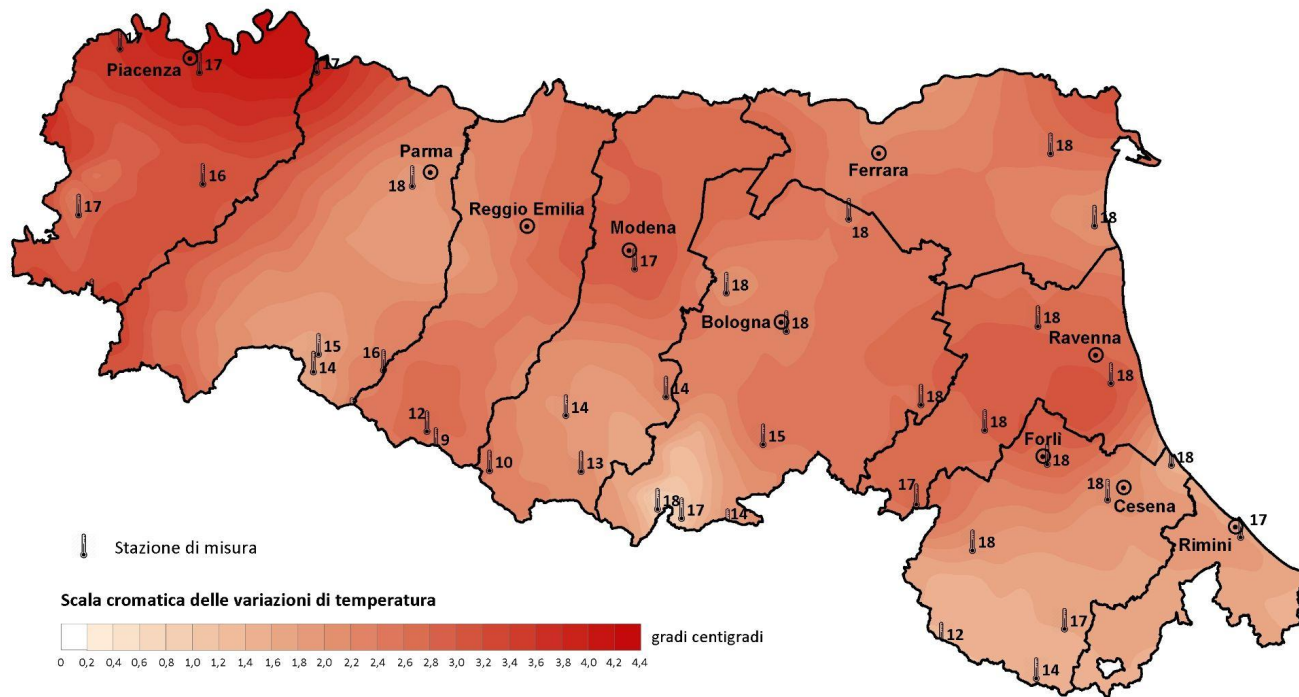 17
Piacenza
17
17
Parma
18
16
17
Reggio Emilia
Modena
17
Ferrara
18
18
18
18
Bologna
18
18
Ravenna
18
15
14
16
14
14
12
9
10
13
15
18
18
Forlì
18
18
18
Cesena
17
17
Rimini
18
17
14
18
12
17
14
Stazione di misura
Scala cromatica delle variazioni di temperatura
gradi centigradi
0 0,2 0,4 0,6 0,8 1,0 1,2 1,4 1,6 1,8 2,0 2,2 2,4 2,6 2,8 3,0 3,2 3,4 3,6 3,8 4,0 4,2 4,4